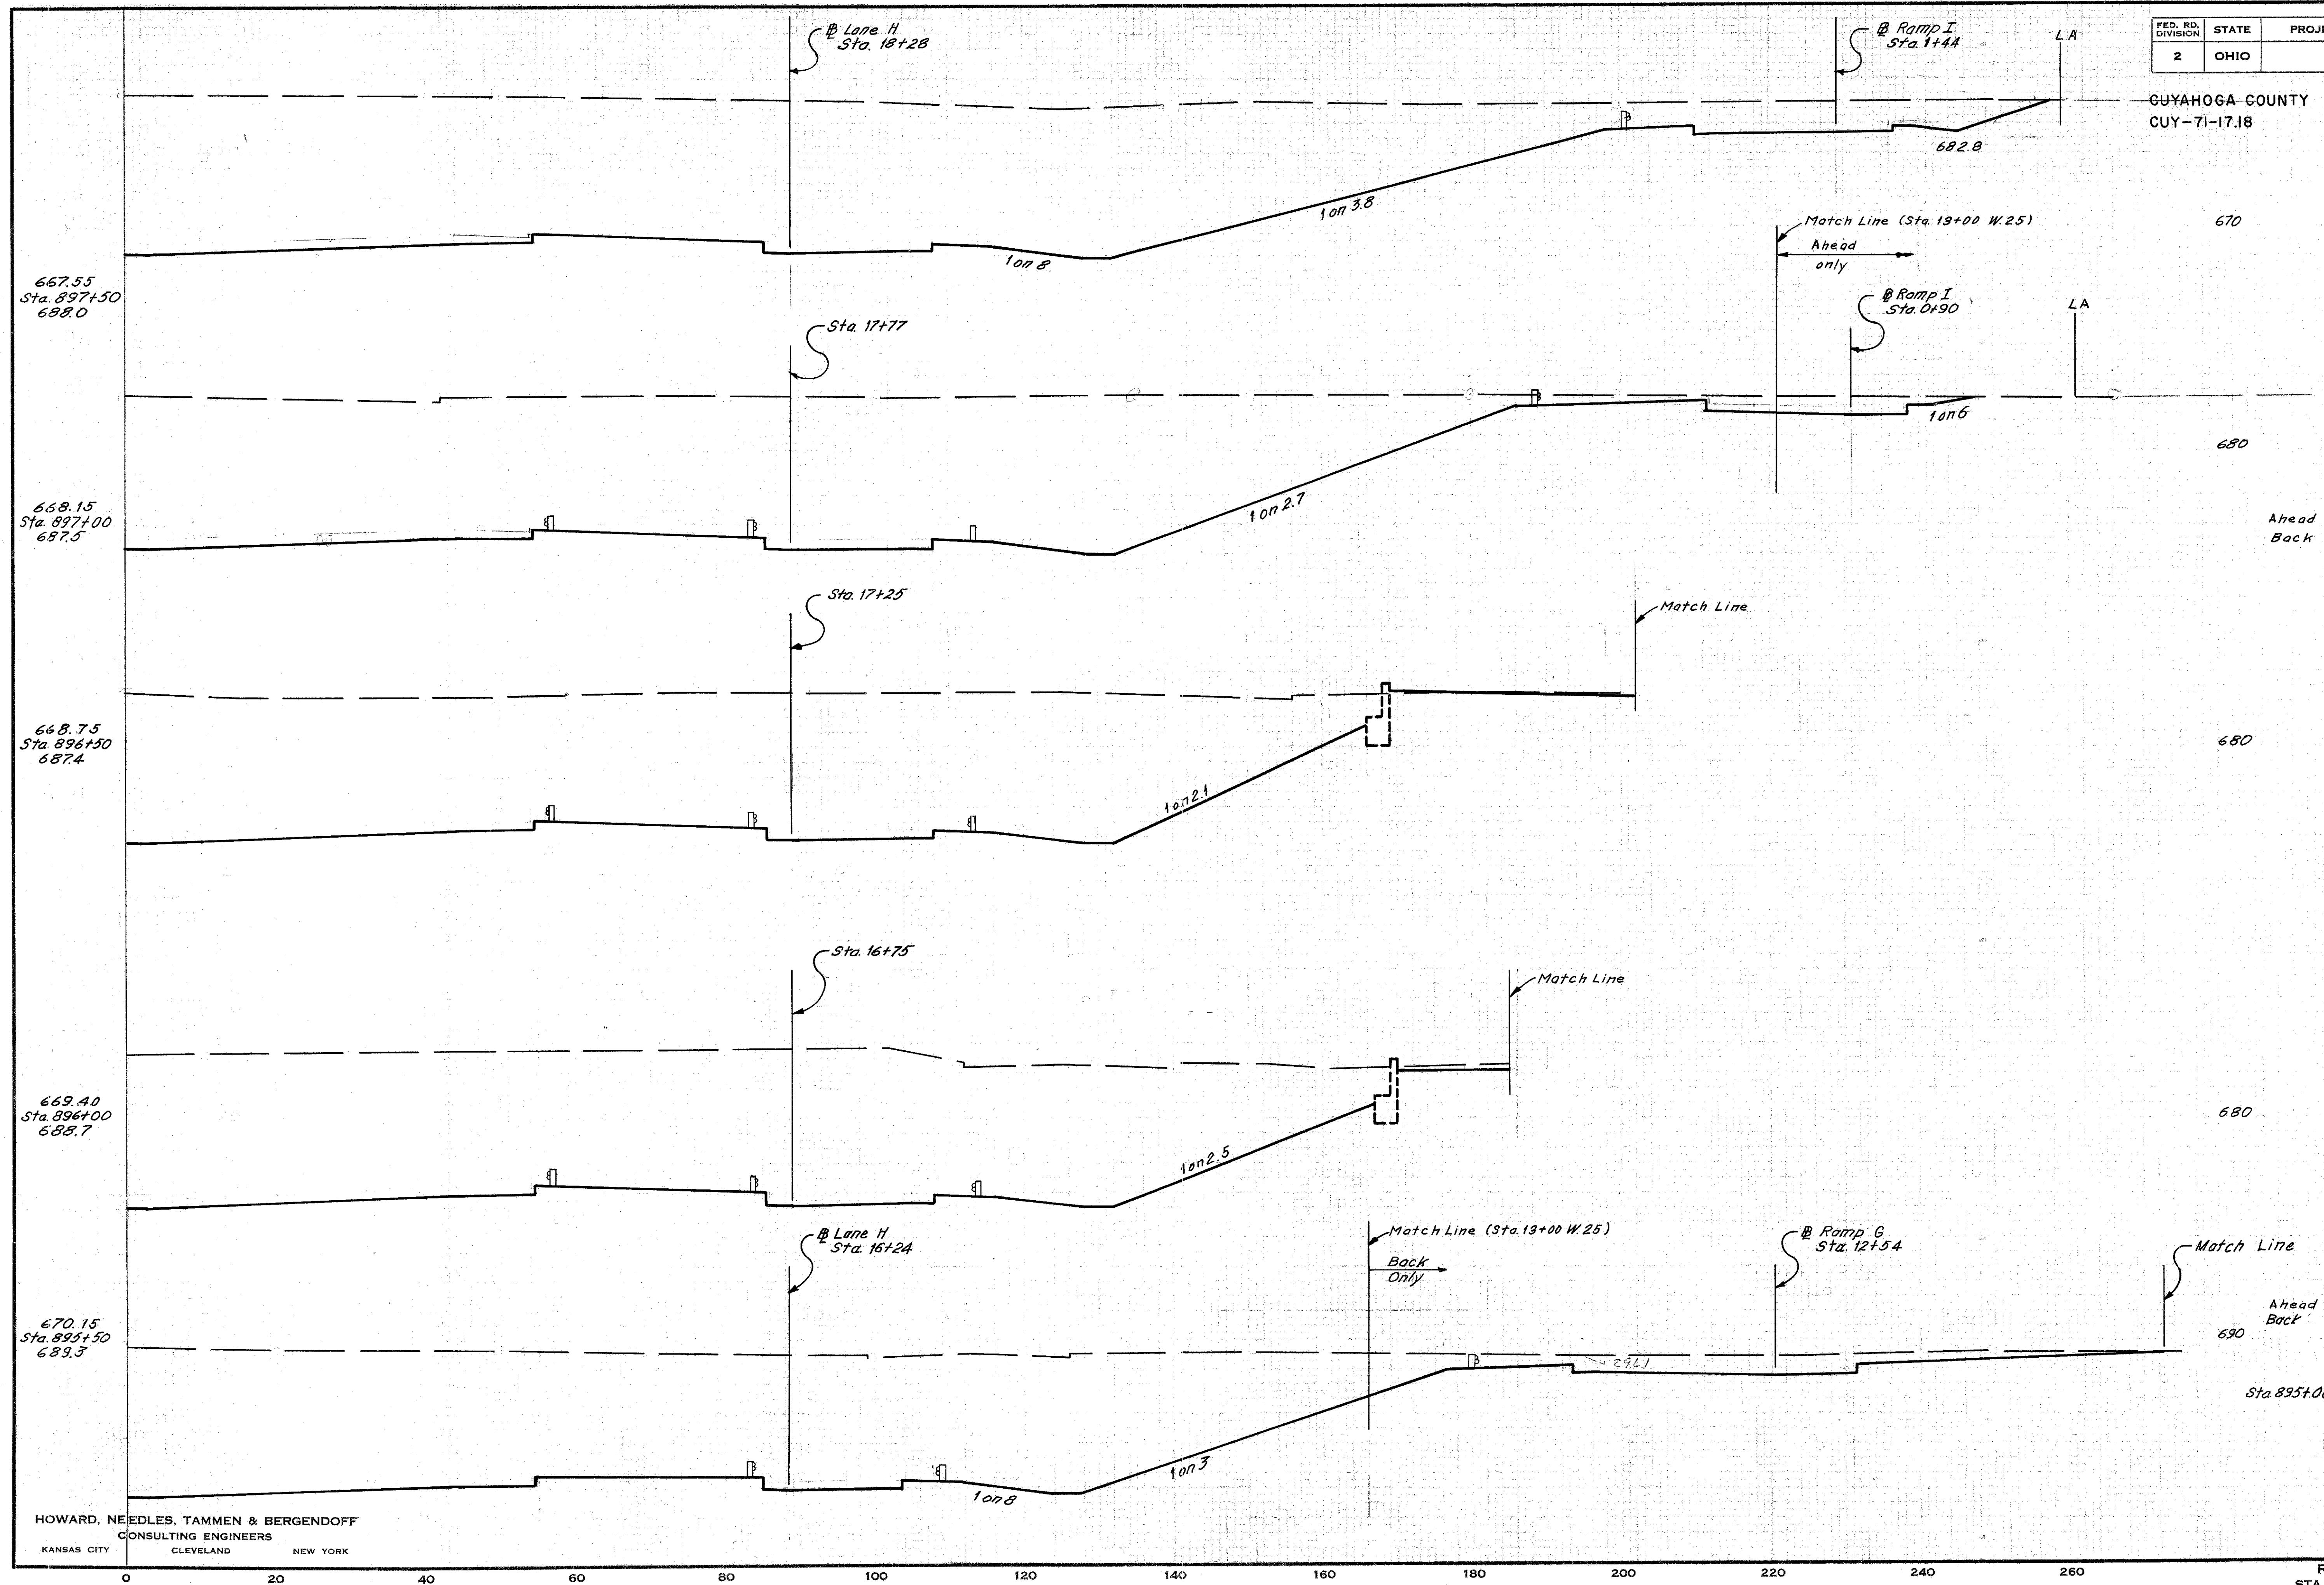 ℔ Lane H
Sta. 18+28
℔ Ramp I
Sta. 1+44
L A
FED. RD. DIVISION STATE
2 OHIO
CUYAHOGA COUNTY
CUY-71-17.18
682.8
1 on 3.8
1 on 8
Match Line (Sta. 13+00 W. 25)
Ahead
only
670
667.55
Sta. 897+50
688.0
Sta. 17+77
℔ Ramp I
Sta. 0+90
LA
1 on 6
680
668.15
Sta. 897+00
687.5
1 on 2.7
Ahead
Back
Sta. 17+25
Match Line
668.75
Sta. 896+50
687.4
680
1 on 2.1
Sta. 16+75
Match Line
669.40
Sta. 896+00
688.7
680
1 on 2.5
℔ Lane H
Sta. 16+24
Match Line (Sta. 13+00 W. 25)
Back
Only
℔ Ramp G
Sta. 12+54
Match Line
670.15
Sta. 895+50
689.3
Ahead
Back
690
2961
1 on 3
1 on 8
HOWARD, NEEDLES, TAMMEN & BERGENDOFF
CONSULTING ENGINEERS
KANSAS CITY CLEVELAND NEW YORK
0 20 40 60 80 100 120 140 160 180 200 220 240 260